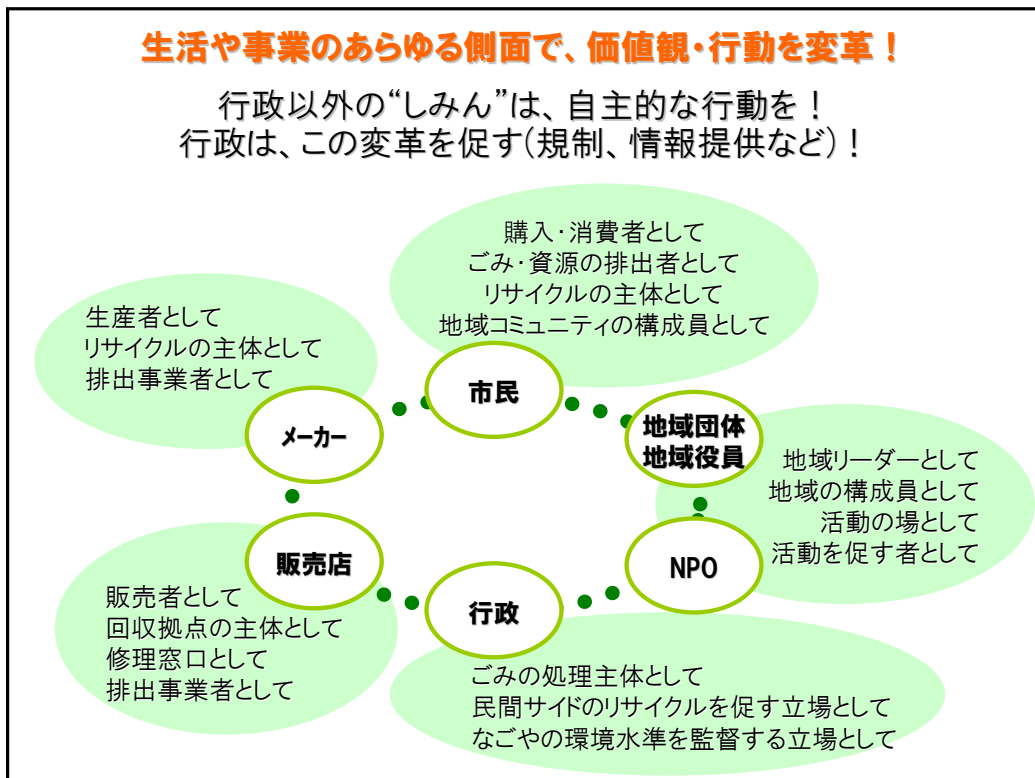 生活や事業のあらゆる側面で、価値観・行動を変革！
行政以外の“しみん”は、自主的な行動を！
行政は、この変革を促す（規制、情報提供など）！
購入・消費者として
ごみ・資源の排出者として
リサイクルの主体として
地域コミュニティの構成員として
生産者として
リサイクルの主体として
排出事業者として
市民
メーカー
地域団体
地域役員
地域リーダーとして
地域の構成員として
活動の場として
活動を促す者として
販売店
NPO
行政
販売者として
回収拠点の主体として
修理窓口として
排出事業者として
ごみの処理主体として
民間サイドのリサイクルを促す立場として
なごやの環境水準を監督する立場として